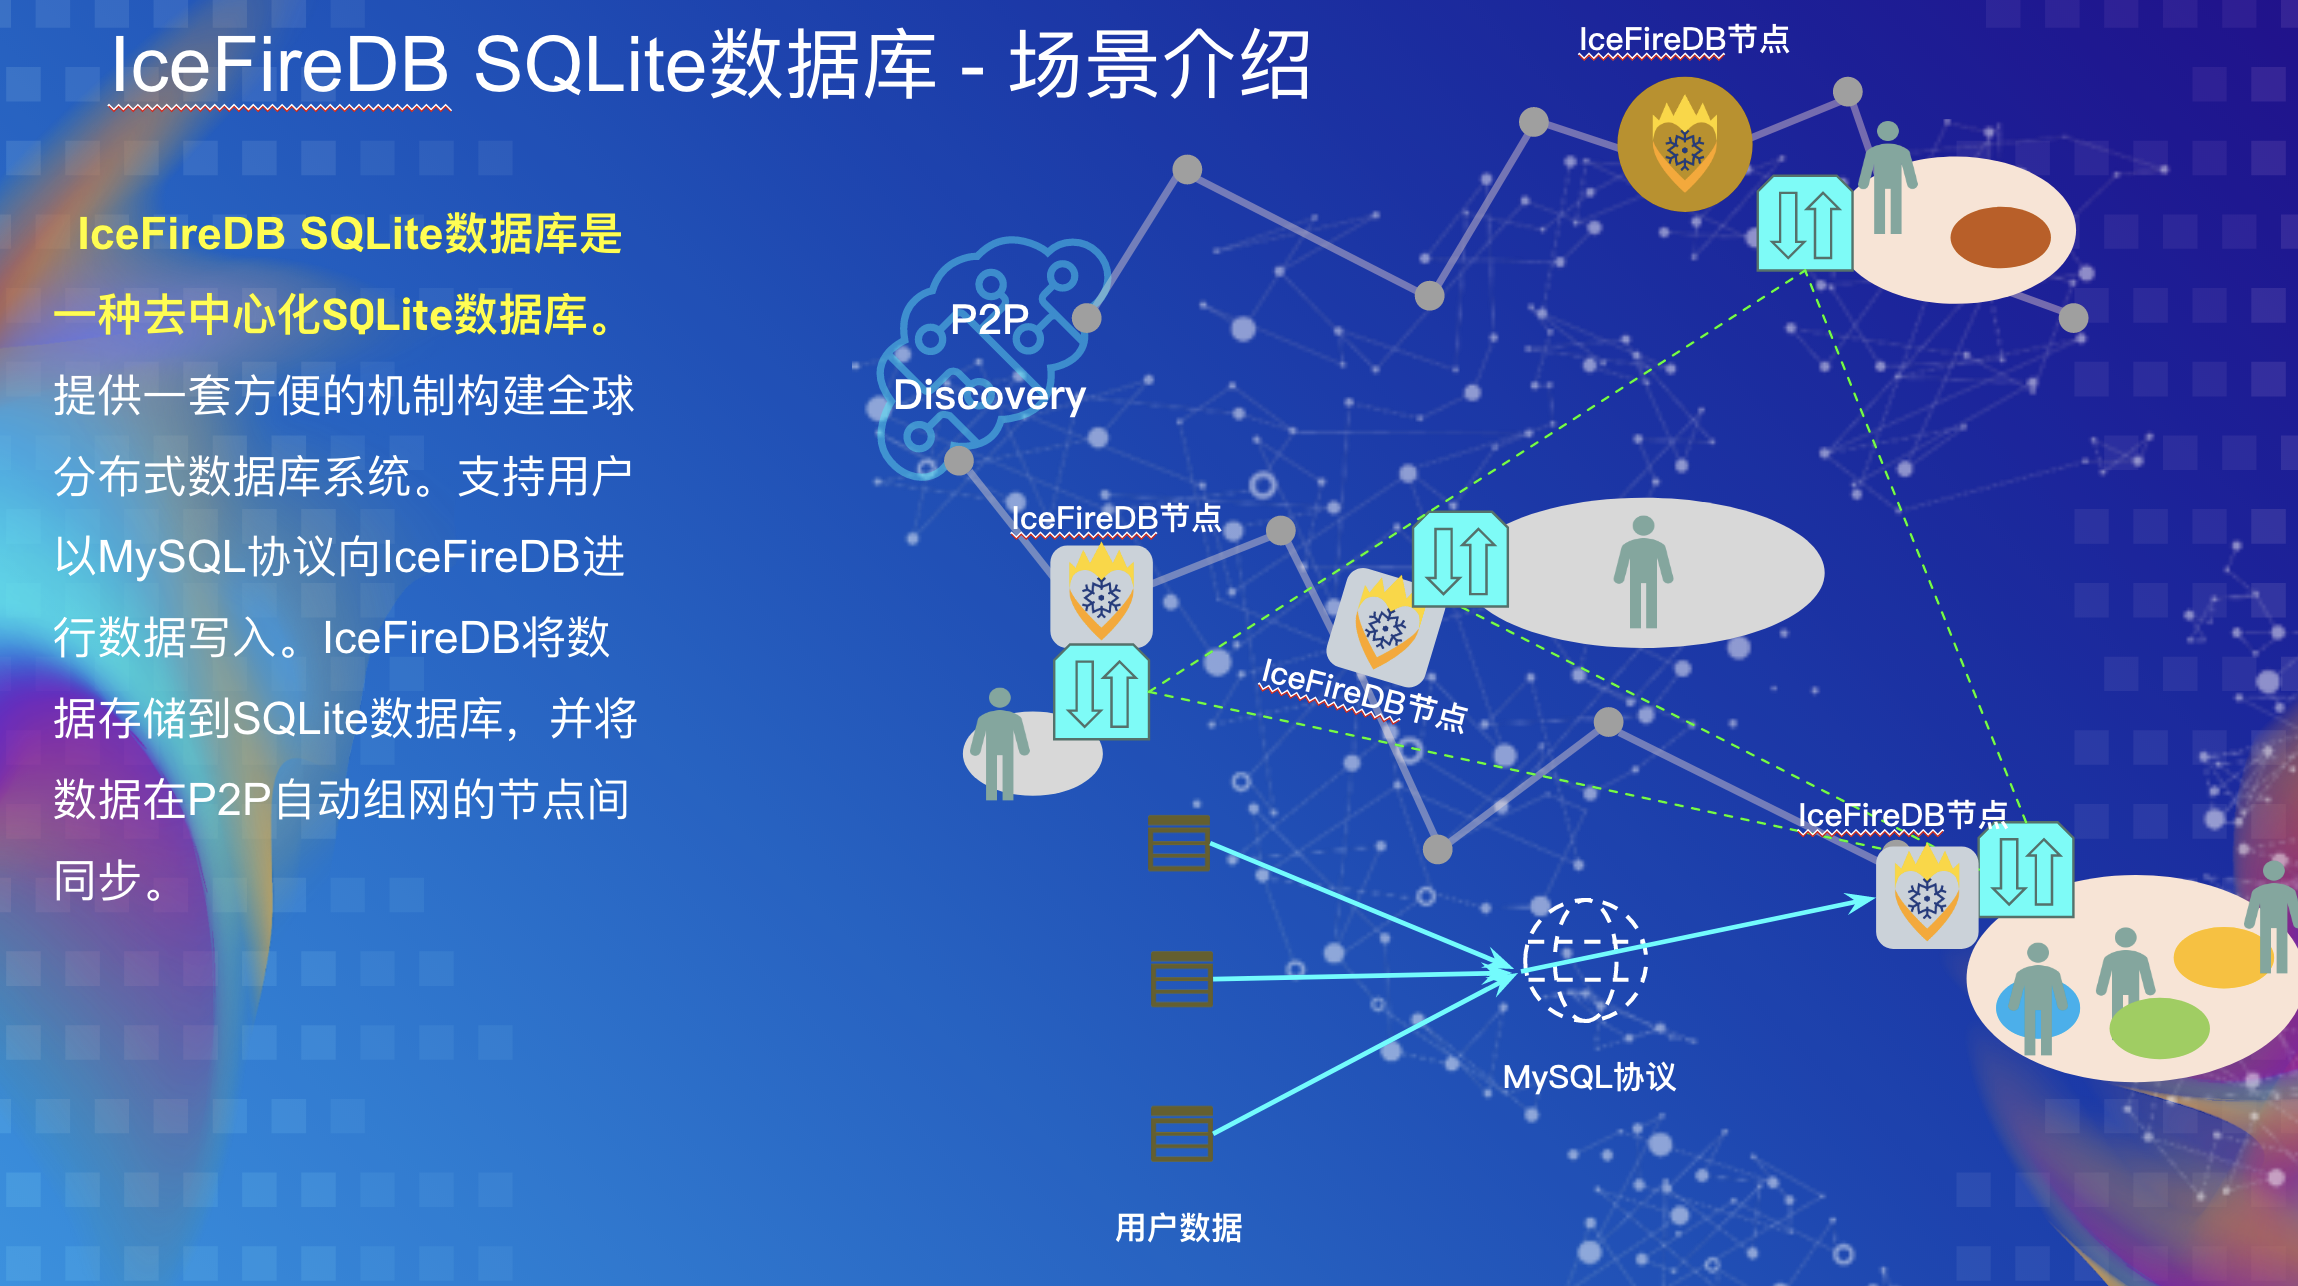 IceFireDB SQLite数据库 - 场景介绍
IceFireDB SQLite数据库是
一种去中心化SQLite数据库。
提供一套方便的机制构建全球
分布式数据库系统。支持用户
以MySQL协议向IceFireDB进
行数据写入。IceFireDB将数
据存储到SQLite数据库，并将
数据在P2P自动组网的节点间
同步。
IceFireDB节点
P2P
Discovery
IceFireDB节点
IceFireDB节点
IceFireDB节点
MySQL协议
用户数据